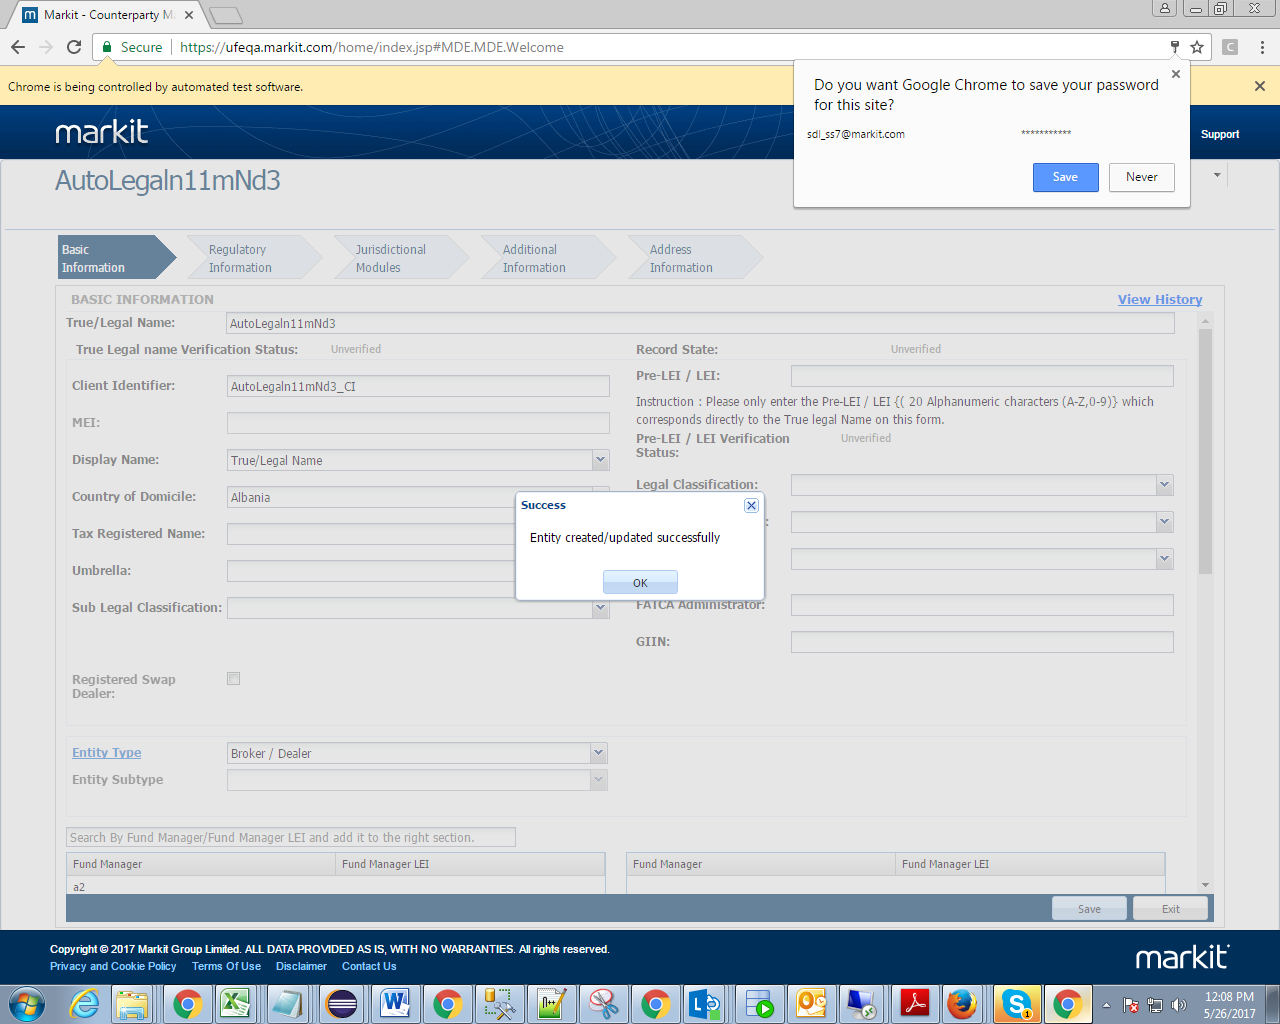 Markit - Counterparty Ma
Secure
https://ufeqa.markit.com/home/index.jsp#MDE.MDE.Welcome
Chrome is being controlled by automated test software.
Do you want Google Chrome to save your password
for this site?
sdl_ss7@markit.com ***********
Save Never
markit
Support
AutoLegaln11mNd3
Basic
Information
Regulatory
Information
Jurisdictional
Modules
Additional
Information
Address
Information
BASIC INFORMATION
View History
True/Legal Name: AutoLegaln11mNd3
True Legal name Verification Status: Unverified
Record State: Unverified
Client Identifier: AutoLegaln11mNd3_CI
Pre-LEI / LEI:
Instruction : Please only enter the Pre-LEI / LEI {( 20 Alphanumeric characters (A-Z,0-9)} which
corresponds directly to the True legal Name on this form.
MEI:
Pre-LEI / LEI Verification
Status:
Unverified
Display Name: True/Legal Name
Legal Classification:
Country of Domicile: Albania
Tax Registered Name:
Umbrella:
Sub Legal Classification:
FATCA Administrator:
GIIN:
Success
Entity created/updated successfully
OK
Registered Swap
Dealer:
Entity Type Broker / Dealer
Entity Subtype
Search By Fund Manager/Fund Manager LEI and add it to the right section.
Fund Manager Fund Manager LEI Fund Manager Fund Manager LEI
a2
Save Exit
Copyright © 2017 Markit Group Limited. ALL DATA PROVIDED AS IS, WITH NO WARRANTIES. All rights reserved.
Privacy and Cookie Policy Terms Of Use Disclaimer Contact Us
markit
12:08 PM
5/26/2017